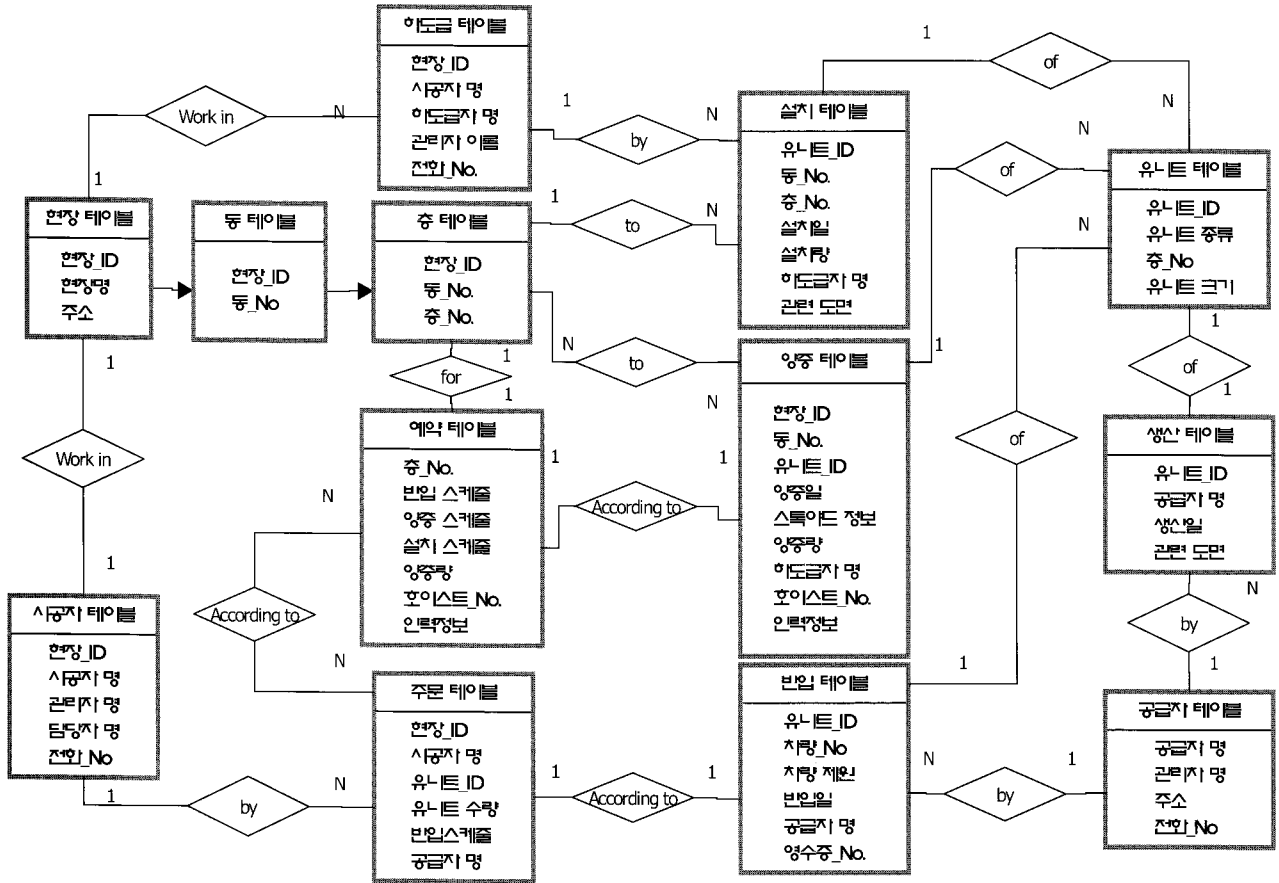 하도급 테이블
현장_ID
시공자 명
하도급자 명
관리자 이름
전화_No.
Work in
1
N
1
by
N
1
of
N
설치 테이블
유니트_ID
동_No.
층_No.
설치일
설치량
하도급자 명
관련 도면
유니트 테이블
유니트_ID
유니트 종류
층_No
유니트 크기
현장 테이블
현장_ID
현장명
주소
동 테이블
현장_ID
동_No
층 테이블
현장_ID
동_No.
층_No.
1
to
N
of
N
1
N
to
N
1
for
1
양중 테이블
현장_ID
동_No.
유니트_ID
양중일
스톡야드 정보
양중량
하도급자 명
호이스트_No.
인력정보
예약 테이블
층_No.
반입 스케줄
양중 스케줄
설치 스케줄
양중량
호이스트_No.
인력정보
1
According to
1
N
of
1
1
of
1
생산 테이블
유니트_ID
공급자 명
생산일
관련 도면
1
Work in
1
N
According to
N
N
by
1
시공자 테이블
현장_ID
시공자 명
관리자 명
담당자 명
전화_No
주문 테이블
현장_ID
시공자 명
유니트_ID
유니트 수량
반입스케줄
공급자 명
반입 테이블
유니트_ID
차량_No
차량 제원
반입일
공급자 명
영수증_No.
공급자 테이블
공급자 명
관리자 명
주소
전화_No
1
by
N
1
According to
1
N
by
1